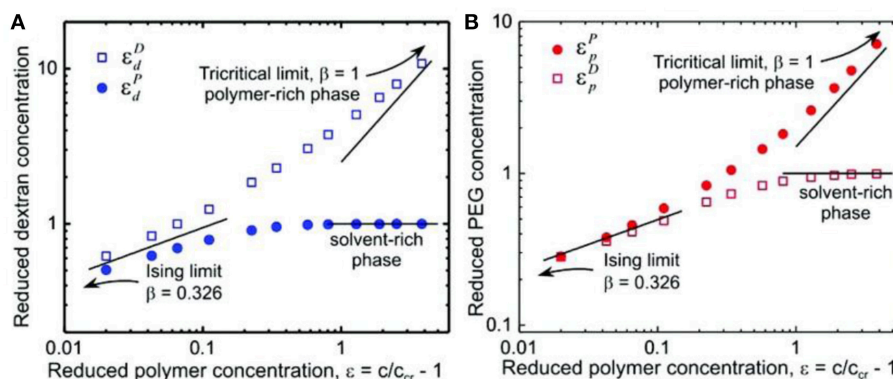 A
Reduced dextran concentration
10
1
0.01
0.1
1
ε_d^D
ε_d^P
Tricritical limit, β = 1
polymer-rich phase
solvent-rich
phase
Ising limit
β = 0.326
Reduced polymer concentration, ε = c/c_cr - 1
B
Reduced PEG concentration
1
0.1
0.01
0.1
1
ε_p^P
ε_p^D
Tricritical limit,
β = 1
polymer-rich phase
solvent-rich
phase
Ising limit
β = 0.326
Reduced polymer concentration, ε = c/c_cr - 1